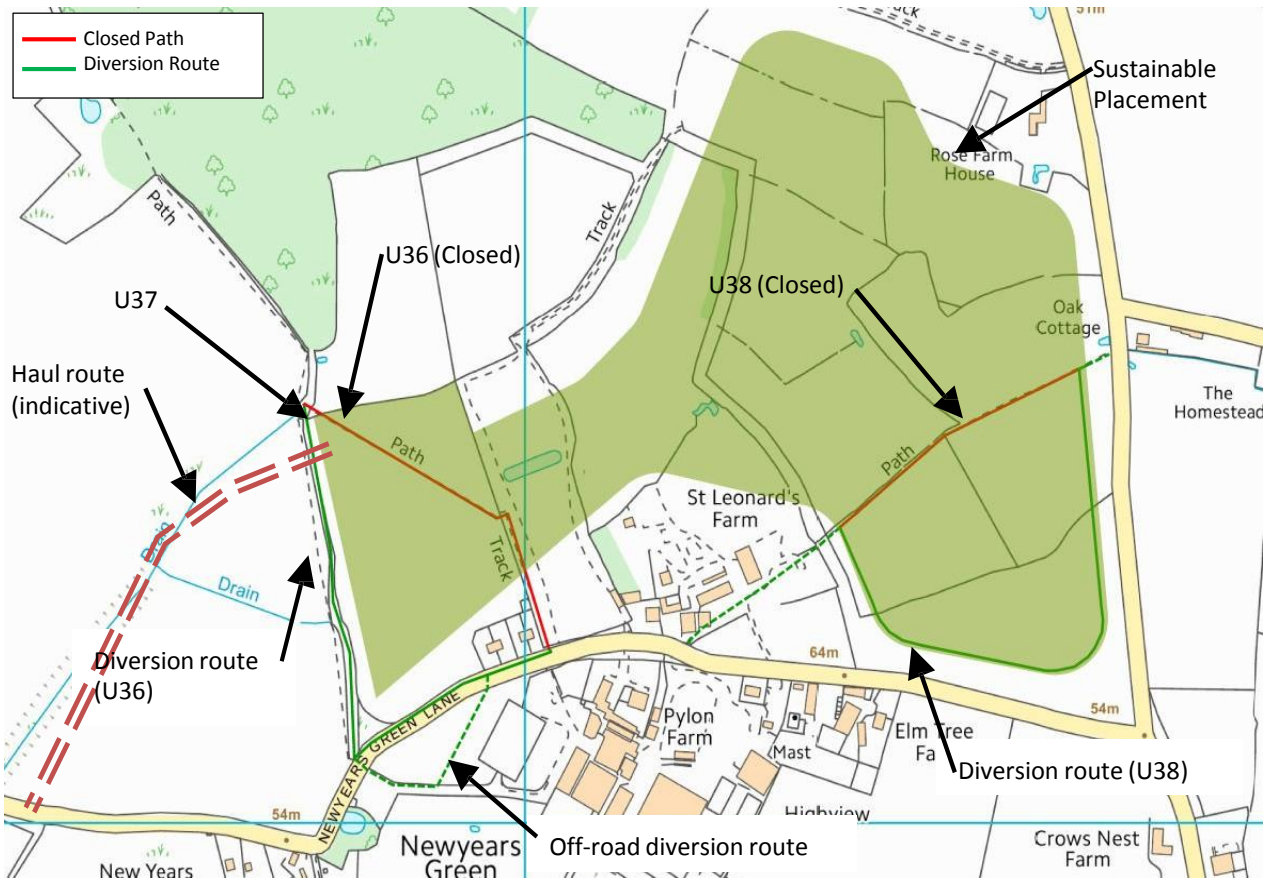 Closed Path
Diversion Route
51m
Track
Sustainable
Placement
Rose Farm
House
Path
Track
U36 (Closed)
U38 (Closed)
U37
Oak
Cottage
Haul route
(indicative)
The
Homestead
Path
Path
St Leonard's
Farm
Drain
Track
Drain
Diversion route
(U36)
64m
54m
NEWYEARS GREEN LANE
Pylon
Farm
Mast
Elm Tree
Fa
Diversion route (U38)
54m
Highview
Off-road diversion route
Newyears
Green
New Years
Crows Nest
Farm